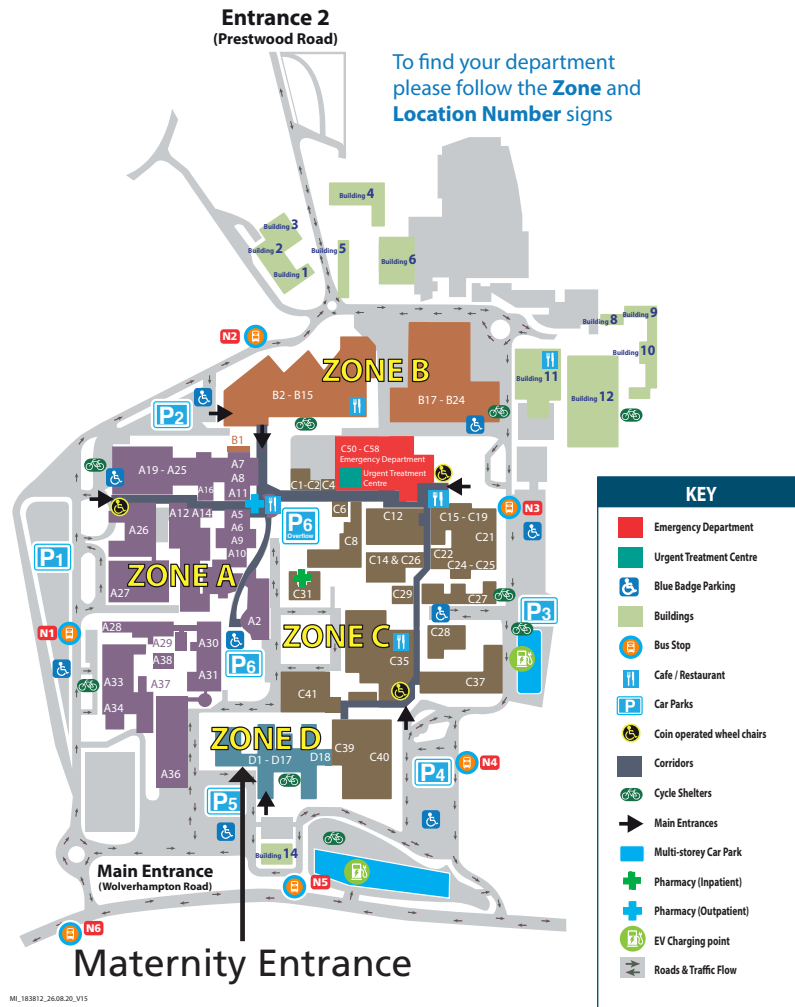 Entrance 2
(Prestwood Road)
To find your department
please follow the Zone and
Location Number signs
Building 4
Building 3
Building 2
Building 5
Building 1
Building 6
Building 9
Building 8
Building 10
Building 11
Building 12
N2
ZONE B
B2 - B15
B17 - B24
P2
B1
C50 - C58
Emergency Department
Urgent Treatment
Centre
A19 - A25
A7
A8
A16
A11
C1-C2
C4
A12
A14
A5
A6
A9
A10
A26
P6
Overflow
C6
C8
C12
C15 - C19
C21
C22
C14 & C26
C24 - C25
N3
P1
ZONE A
A27
C31
C29
C27
P3
A2
ZONE C
N1
A28
A29
A30
A38
P6
C28
C35
A33
A37
A31
A34
C41
C37
ZONE D
D1 - D17
D18
C39
C40
A36
P4
N4
P5
Building 14
Main Entrance
(Wolverhampton Road)
N5
N6
Maternity Entrance
MI_183812_26.08.20_V15
KEY
Emergency Department
Urgent Treatment Centre
Blue Badge Parking
Buildings
Bus Stop
Cafe / Restaurant
P
Car Parks
Coin operated wheel chairs
Corridors
Cycle Shelters
Main Entrances
Multi-storey Car Park
Pharmacy (Inpatient)
Pharmacy (Outpatient)
EV Charging point
Roads & Traffic Flow